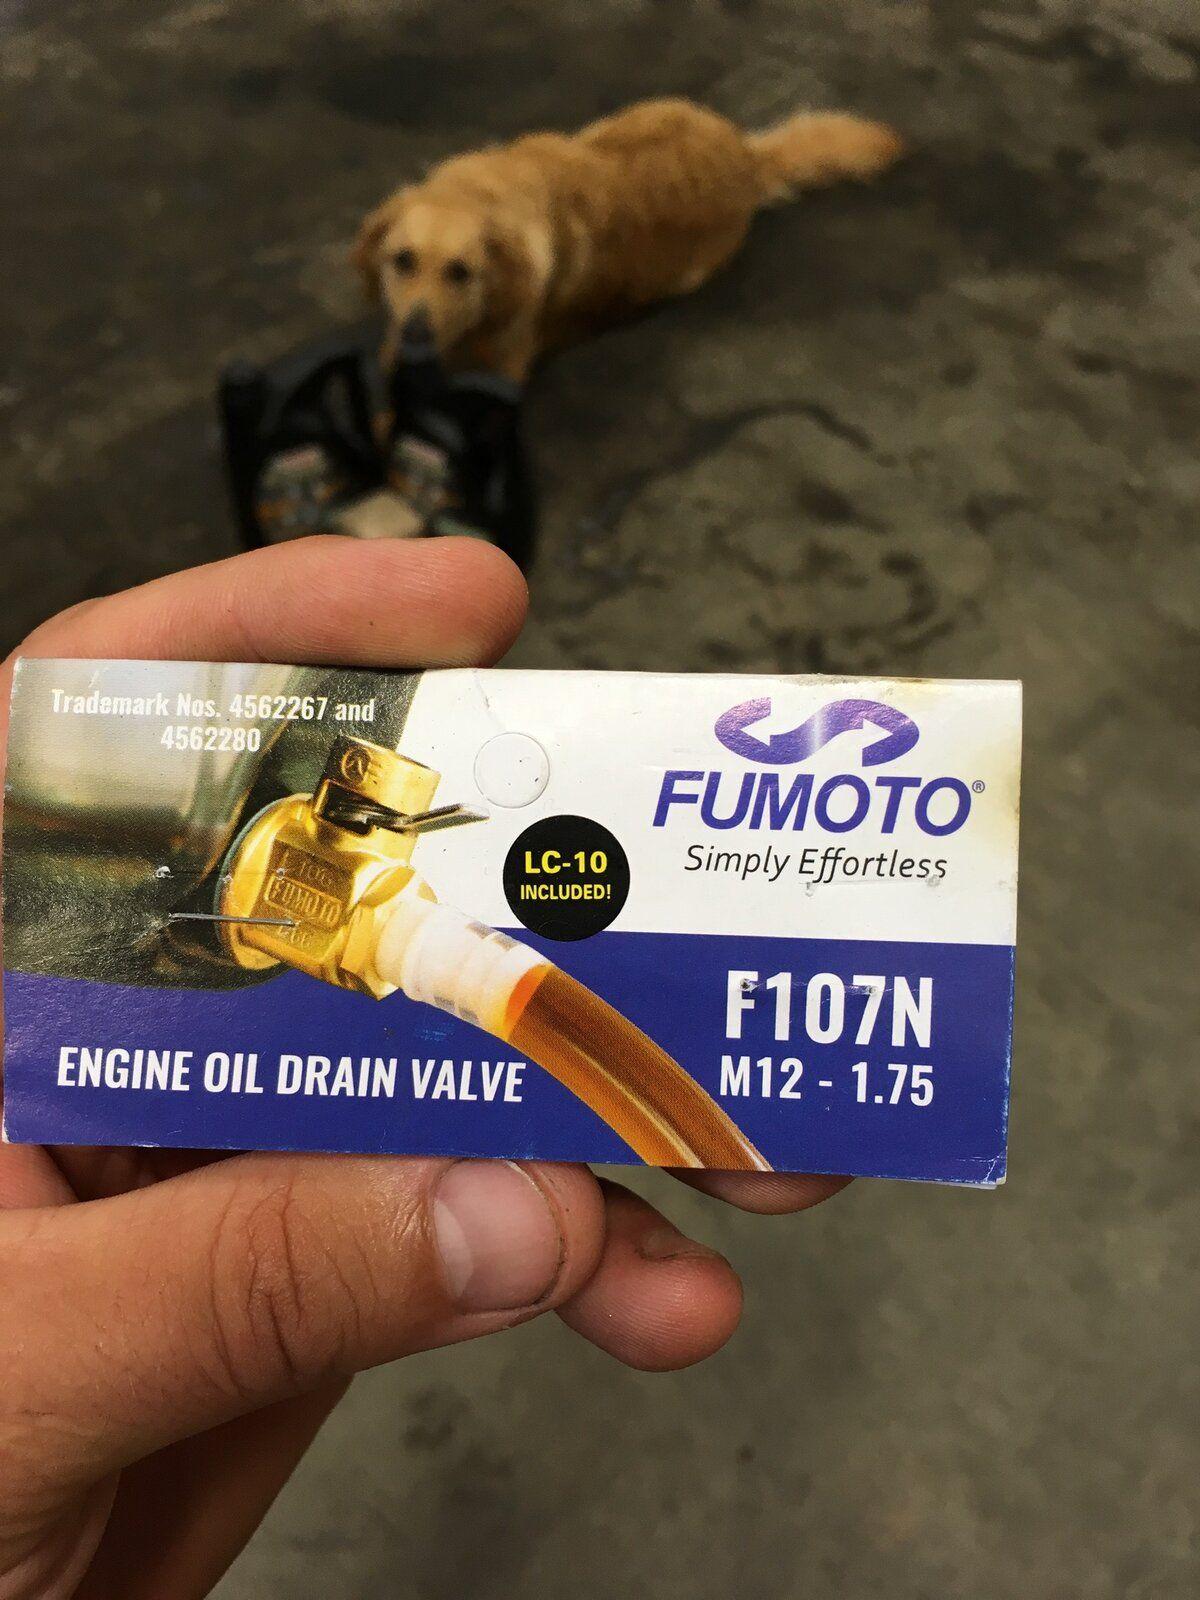 Trademark Nos. 4562267 and
4562280
FUMOTO®
Simply Effortless
LC-10
INCLUDED!
FUMOTO
F107N
M12 - 1.75
ENGINE OIL DRAIN VALVE